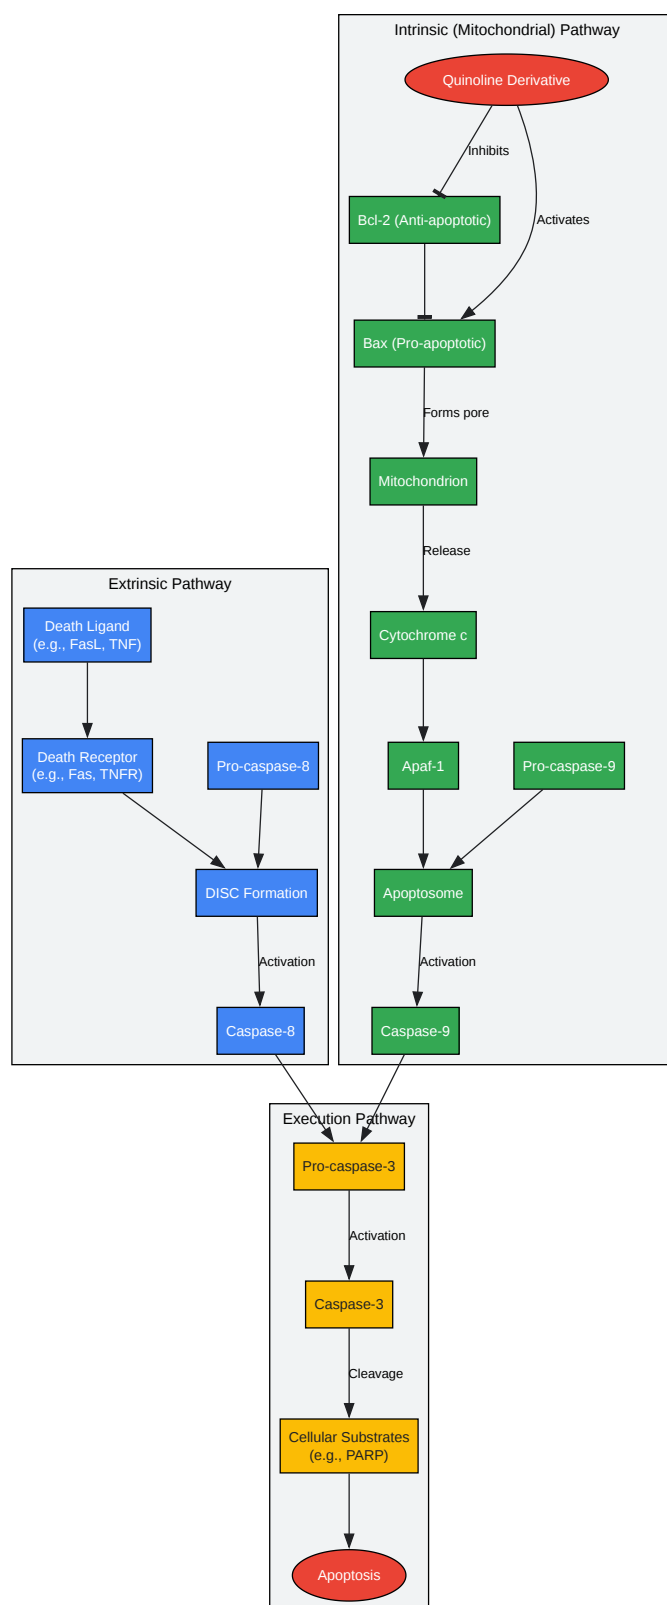 Intrinsic (Mitochondrial) Pathway
Quinoline Derivative
Inhibits
Activates
Bcl-2 (Anti-apoptotic)
Bax (Pro-apoptotic)
Forms pore
Mitochondrion
Release
Cytochrome c
Apaf-1
Pro-caspase-9
Apoptosome
Activation
Caspase-9
Extrinsic Pathway
Death Ligand
(e.g., FasL, TNF)
Death Receptor
(e.g., Fas, TNFR)
Pro-caspase-8
DISC Formation
Activation
Caspase-8
Execution Pathway
Pro-caspase-3
Activation
Caspase-3
Cleavage
Cellular Substrates
(e.g., PARP)
Apoptosis